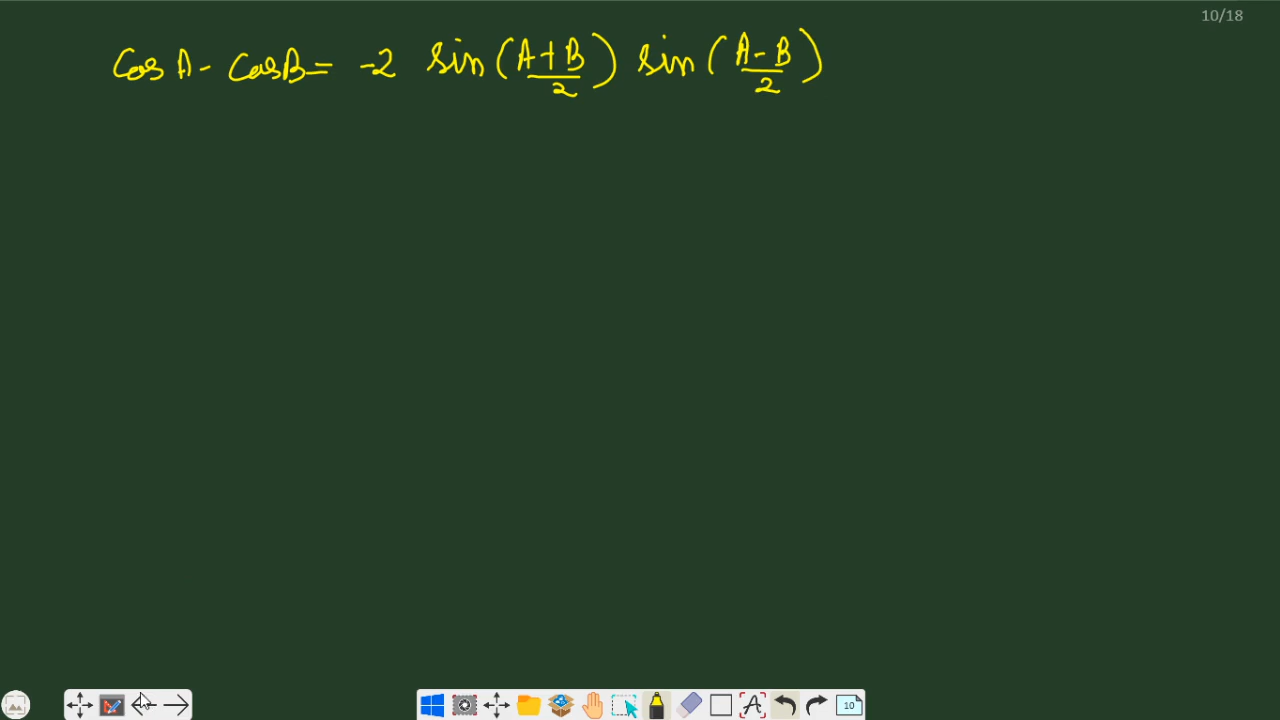 10/18
Cos A - Cos B = -2 sin (A+B/2) sin (A-B/2)
10